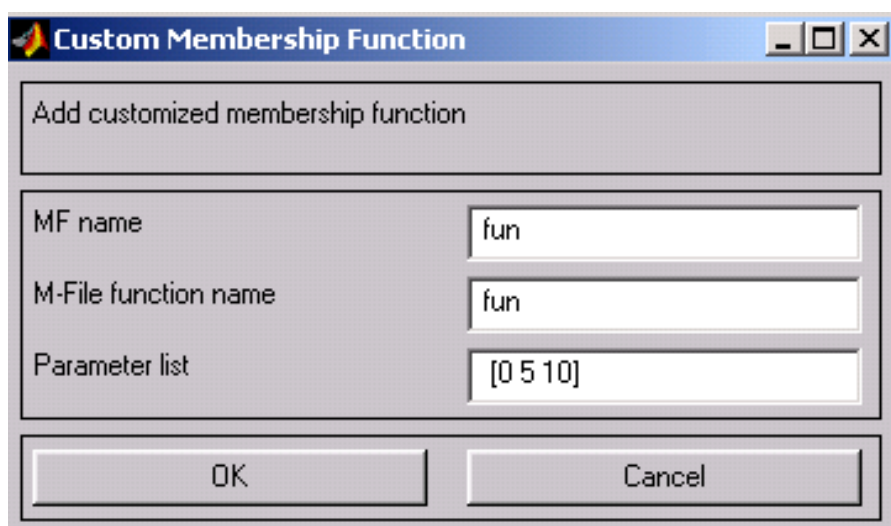 Custom Membership Function
Add customized membership function
MF name
fun
M-File function name
fun
Parameter list
[0 5 10]
OK
Cancel